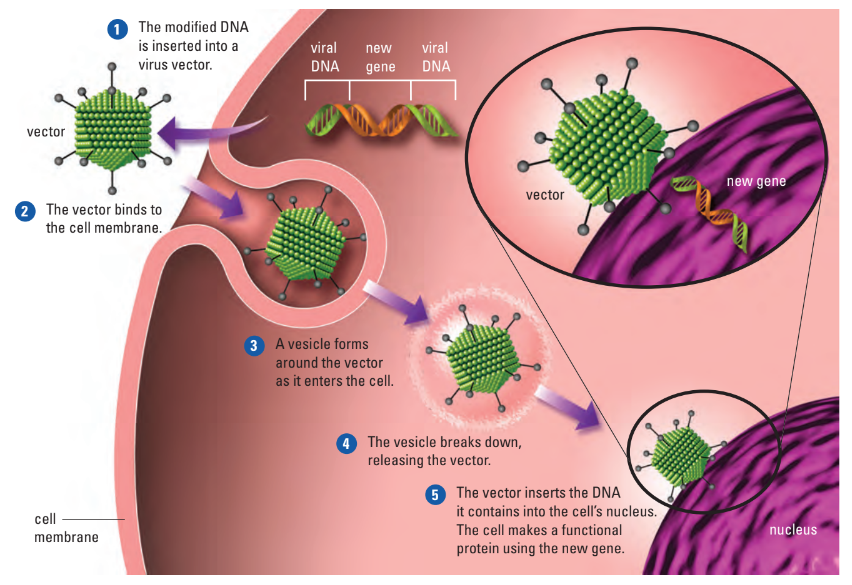 1 The modified DNA
is inserted into a
virus vector.
viral
DNA
new
gene
viral
DNA
vector
2 The vector binds to
the cell membrane.
vector
new gene
3 A vesicle forms
around the vector
as it enters the cell.
4 The vesicle breaks down,
releasing the vector.
5 The vector inserts the DNA
it contains into the cell’s nucleus.
The cell makes a functional
protein using the new gene.
cell
membrane
nucleus